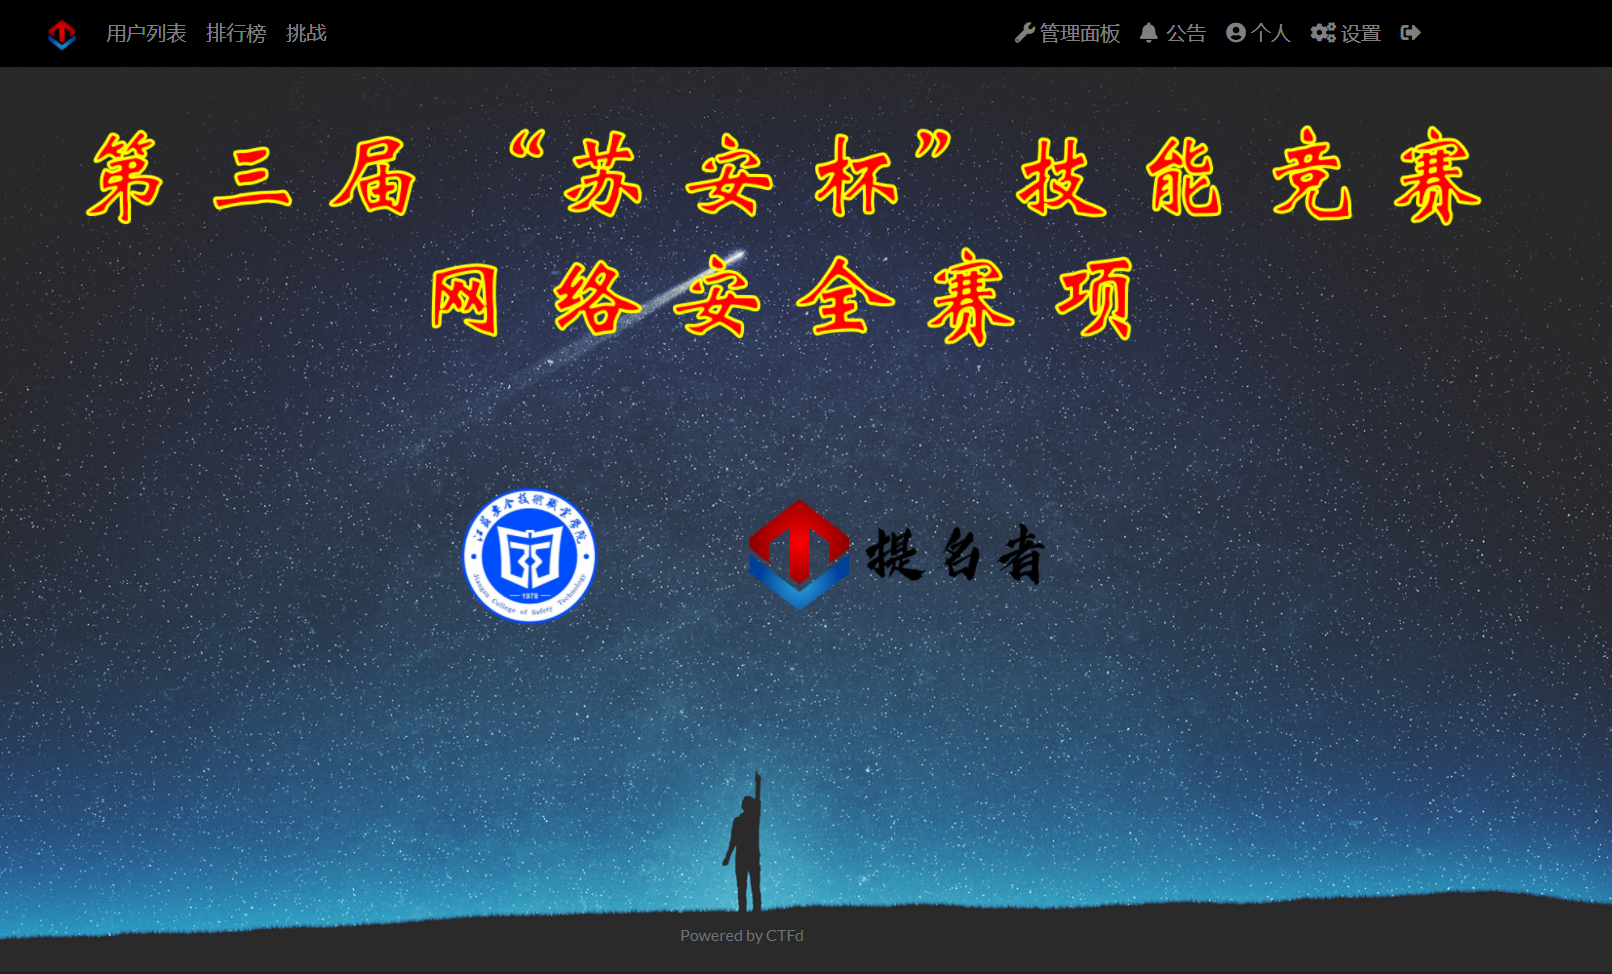 用户列表 排行榜 挑战 管理面板 公告 个人 设置
第三届“苏安杯”技能竞赛
网络安全赛项
江苏安全技术职业学院
1978
Jiangsu College of Safety Technology
提名者
Powered by CTFd